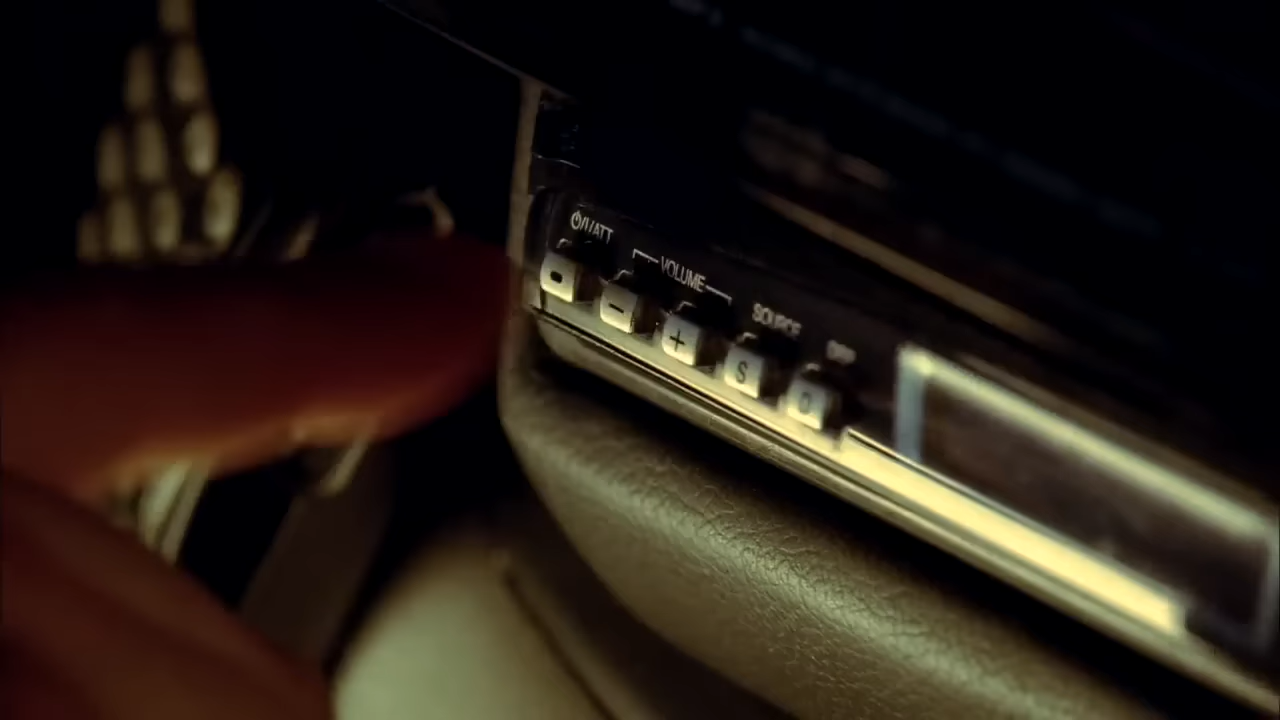 ⏻/ATT
VOLUME
SOURCE
-
+
S